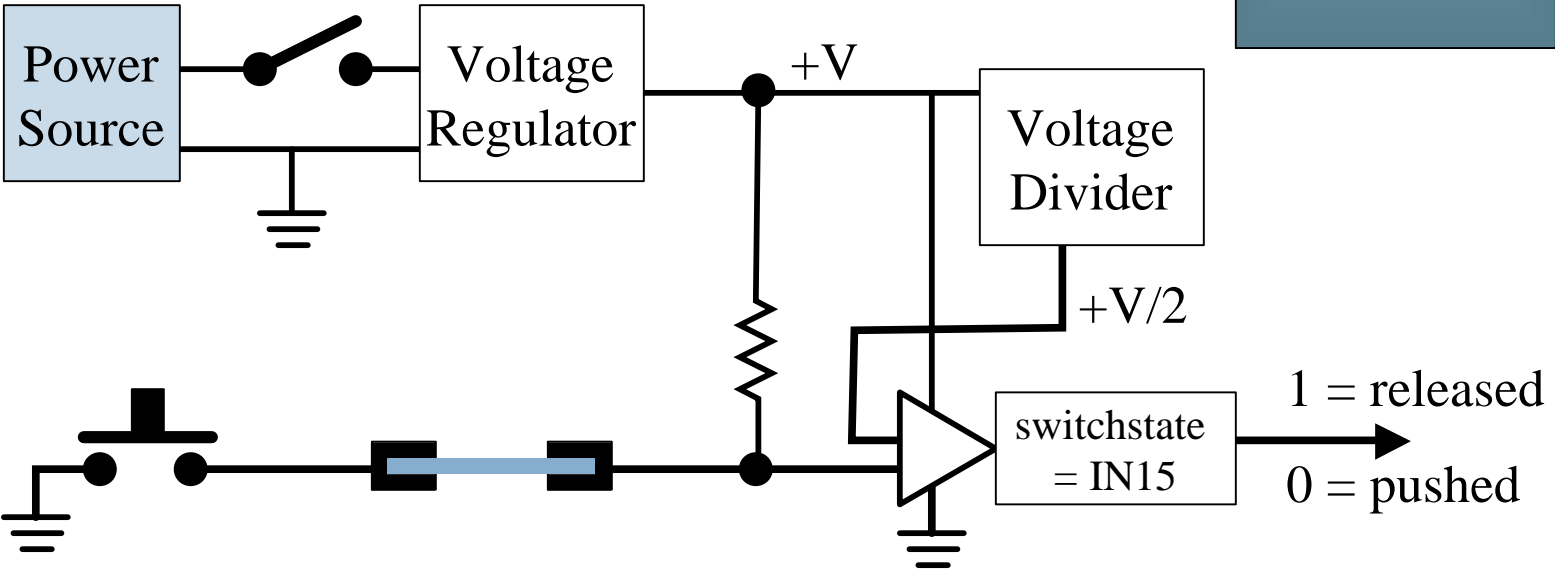 Power
Source
Voltage
Regulator
+V
Voltage
Divider
+V/2
switchstate
= IN15
1 = released
0 = pushed